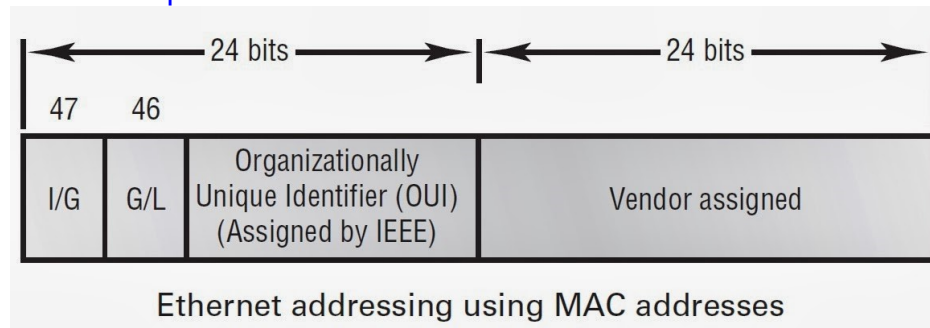 24 bits
24 bits
47
46
I/G
G/L
Organizationally
Unique Identifier (OUI)
(Assigned by IEEE)
Vendor assigned
Ethernet addressing using MAC addresses